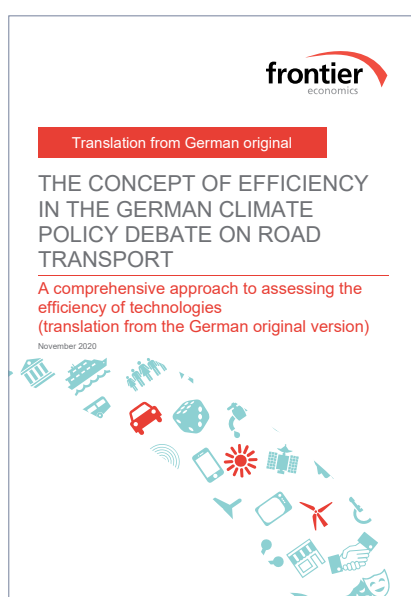 frontier
economics
Translation from German original
THE CONCEPT OF EFFICIENCY
IN THE GERMAN CLIMATE
POLICY DEBATE ON ROAD
TRANSPORT
A comprehensive approach to assessing the
efficiency of technologies
(translation from the German original version)
November 2020